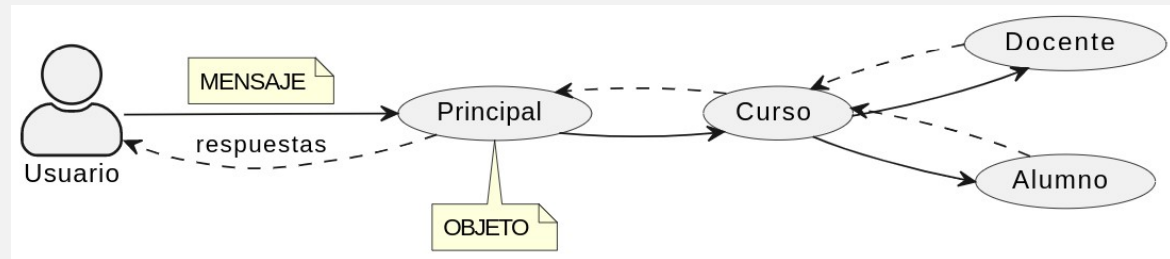 Docente
MENSAJE
Principal
Curso
respuestas
Usuario
Alumno
OBJETO